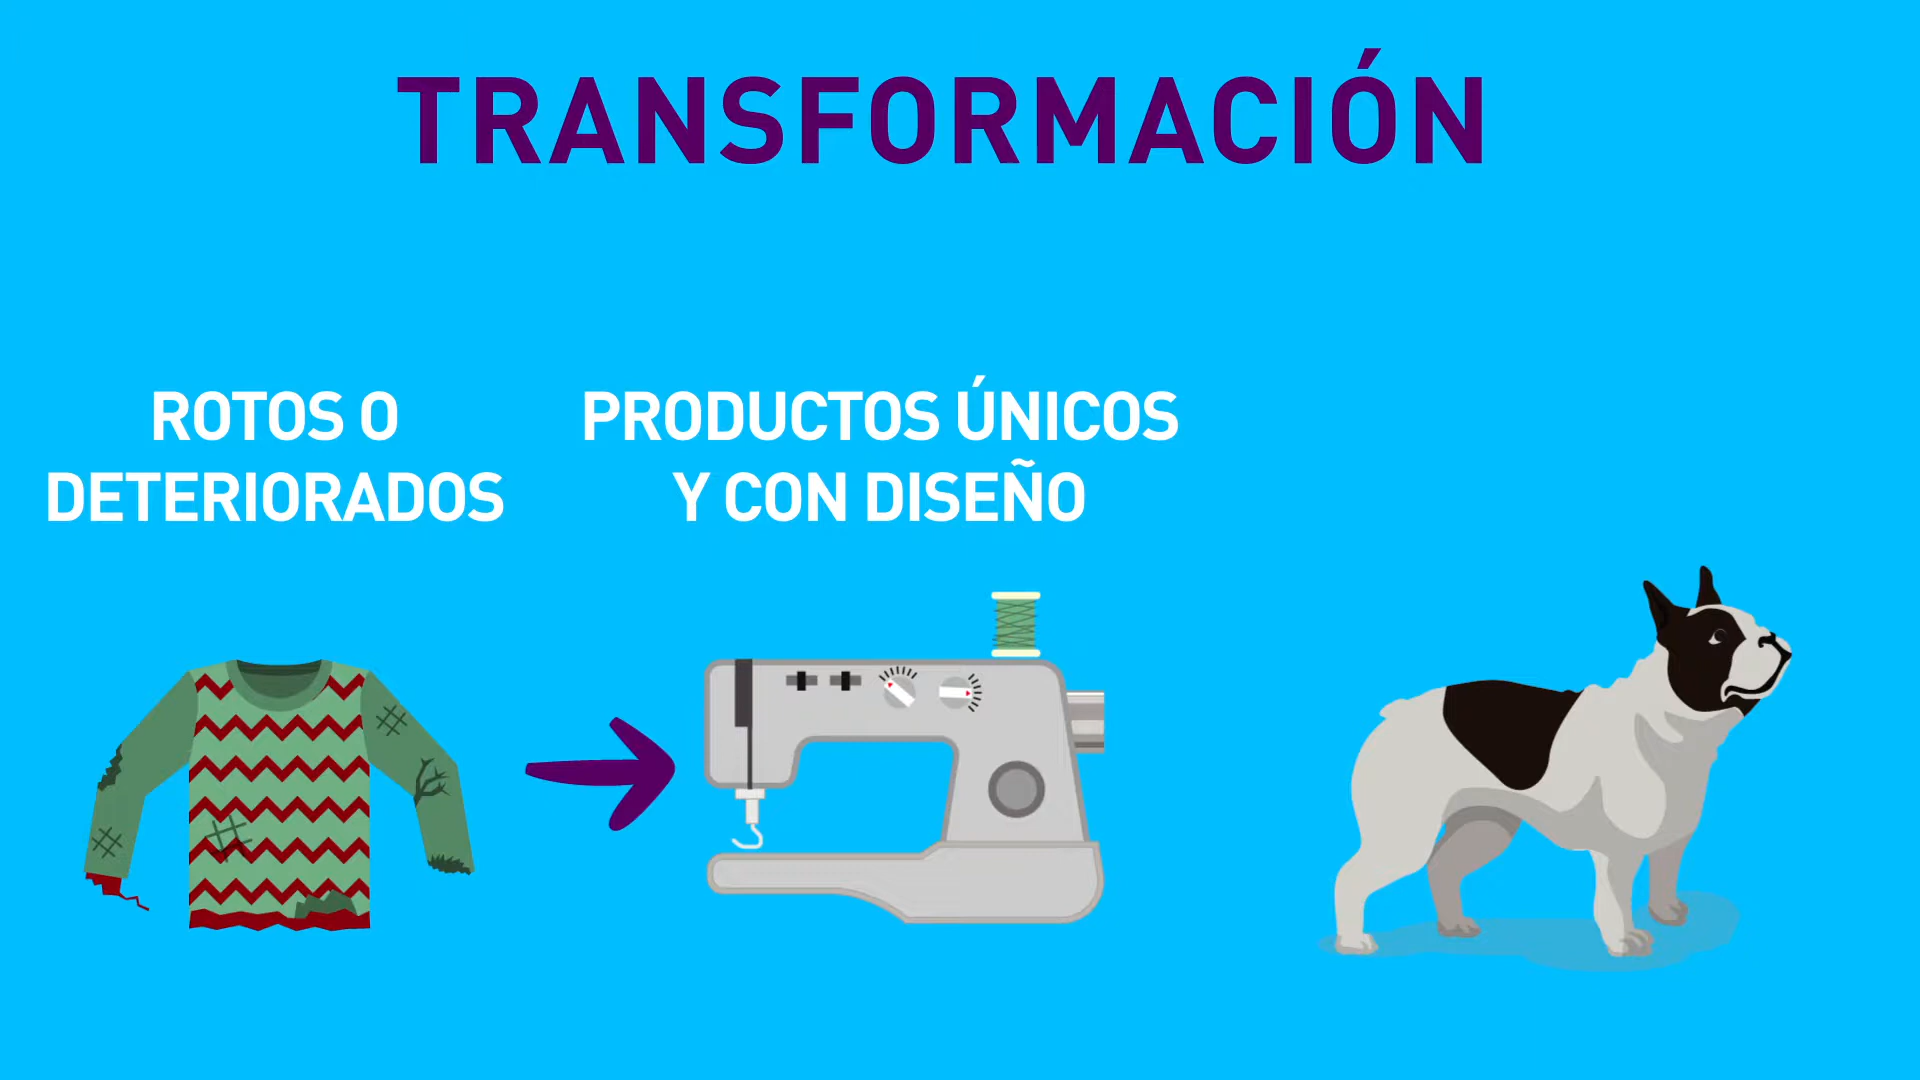 TRANSFORMACIÓN
ROTOS O
DETERIORADOS
PRODUCTOS ÚNICOS
Y CON DISEÑO